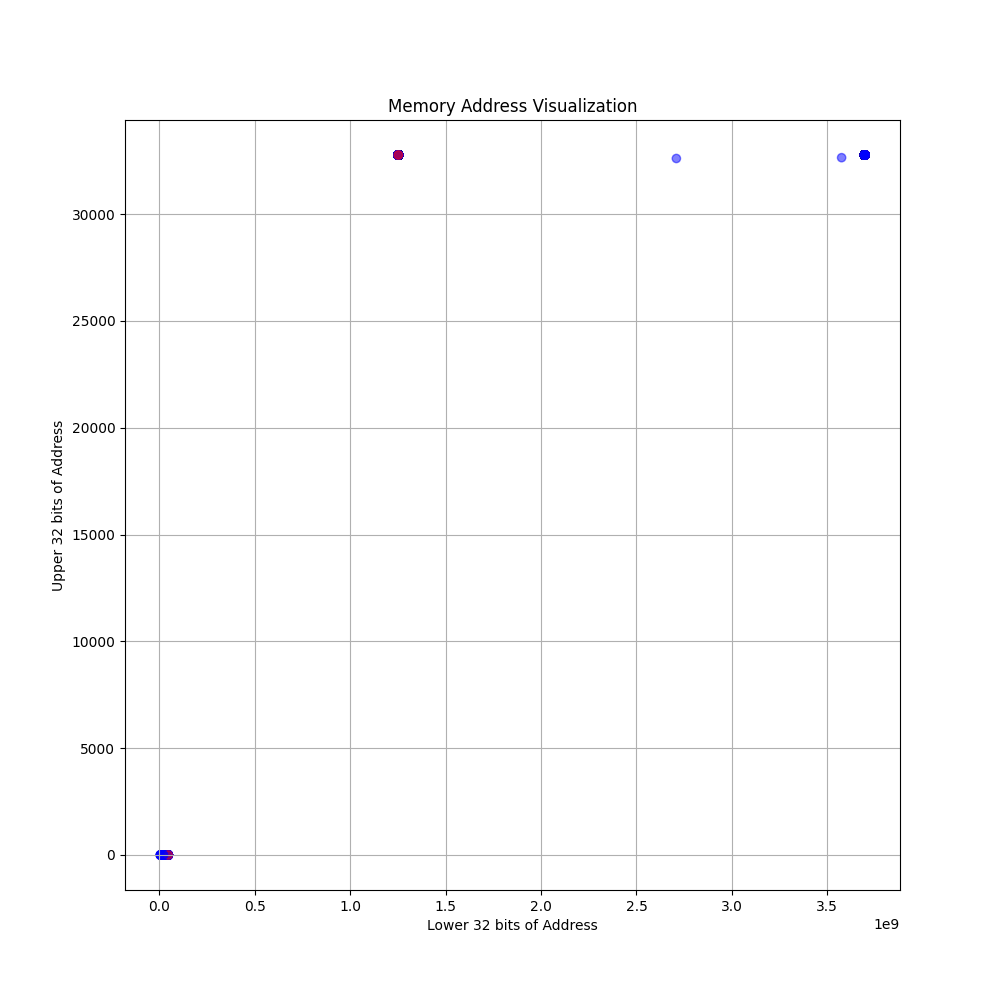 Memory Address Visualization
30000
25000
20000
15000
10000
5000
0
Upper 32 bits of Address
0.0 0.5 1.0 1.5 2.0 2.5 3.0 3.5
1e9
Lower 32 bits of Address